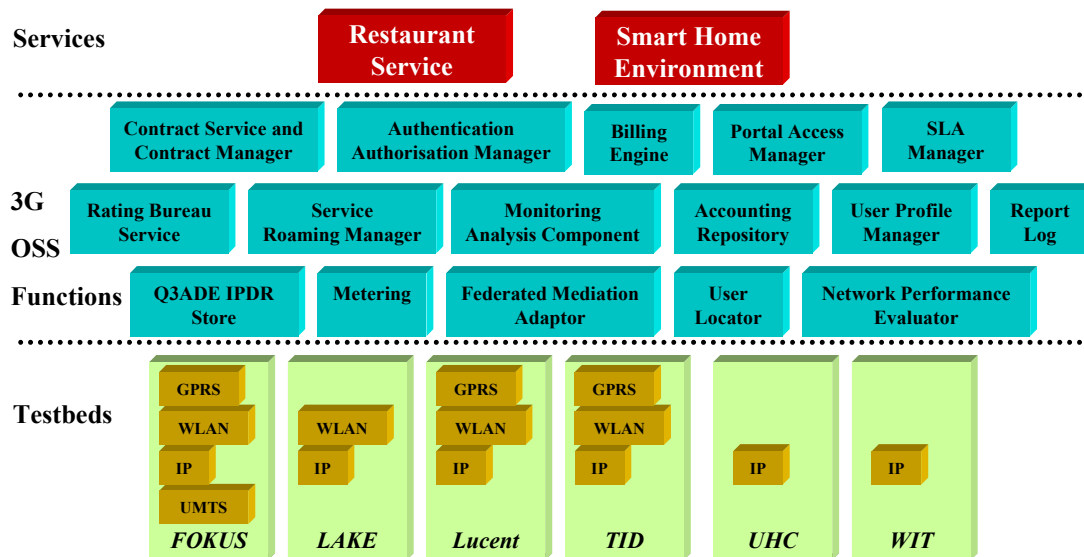 Services
Restaurant
Service
Smart Home
Environment
Contract Service and
Contract Manager
Authentication
Authorisation Manager
Billing
Engine
Portal Access
Manager
SLA
Manager
3G
OSS
Functions
Rating Bureau
Service
Service
Roaming Manager
Monitoring
Analysis Component
Accounting
Repository
User Profile
Manager
Report
Log
Q3ADE IPDR
Store
Metering
Federated Mediation
Adaptor
User
Locator
Network Performance
Evaluator
Testbeds
GPRS
WLAN
IP
UMTS
FOKUS
WLAN
IP
LAKE
GPRS
WLAN
IP
Lucent
GPRS
WLAN
IP
TID
IP
UHC
IP
WIT